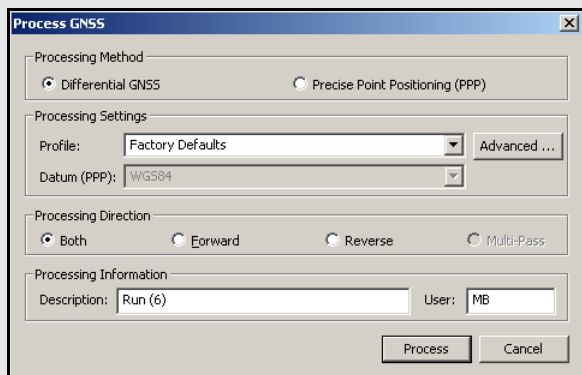 Process GNSS
Processing Method
Differential GNSS Precise Point Positioning (PPP)
Processing Settings
Profile: Factory Defaults Advanced ...
Datum (PPP): WGS84
Processing Direction
Both Forward Reverse Multi-Pass
Processing Information
Description: Run (6) User: MB
Process Cancel